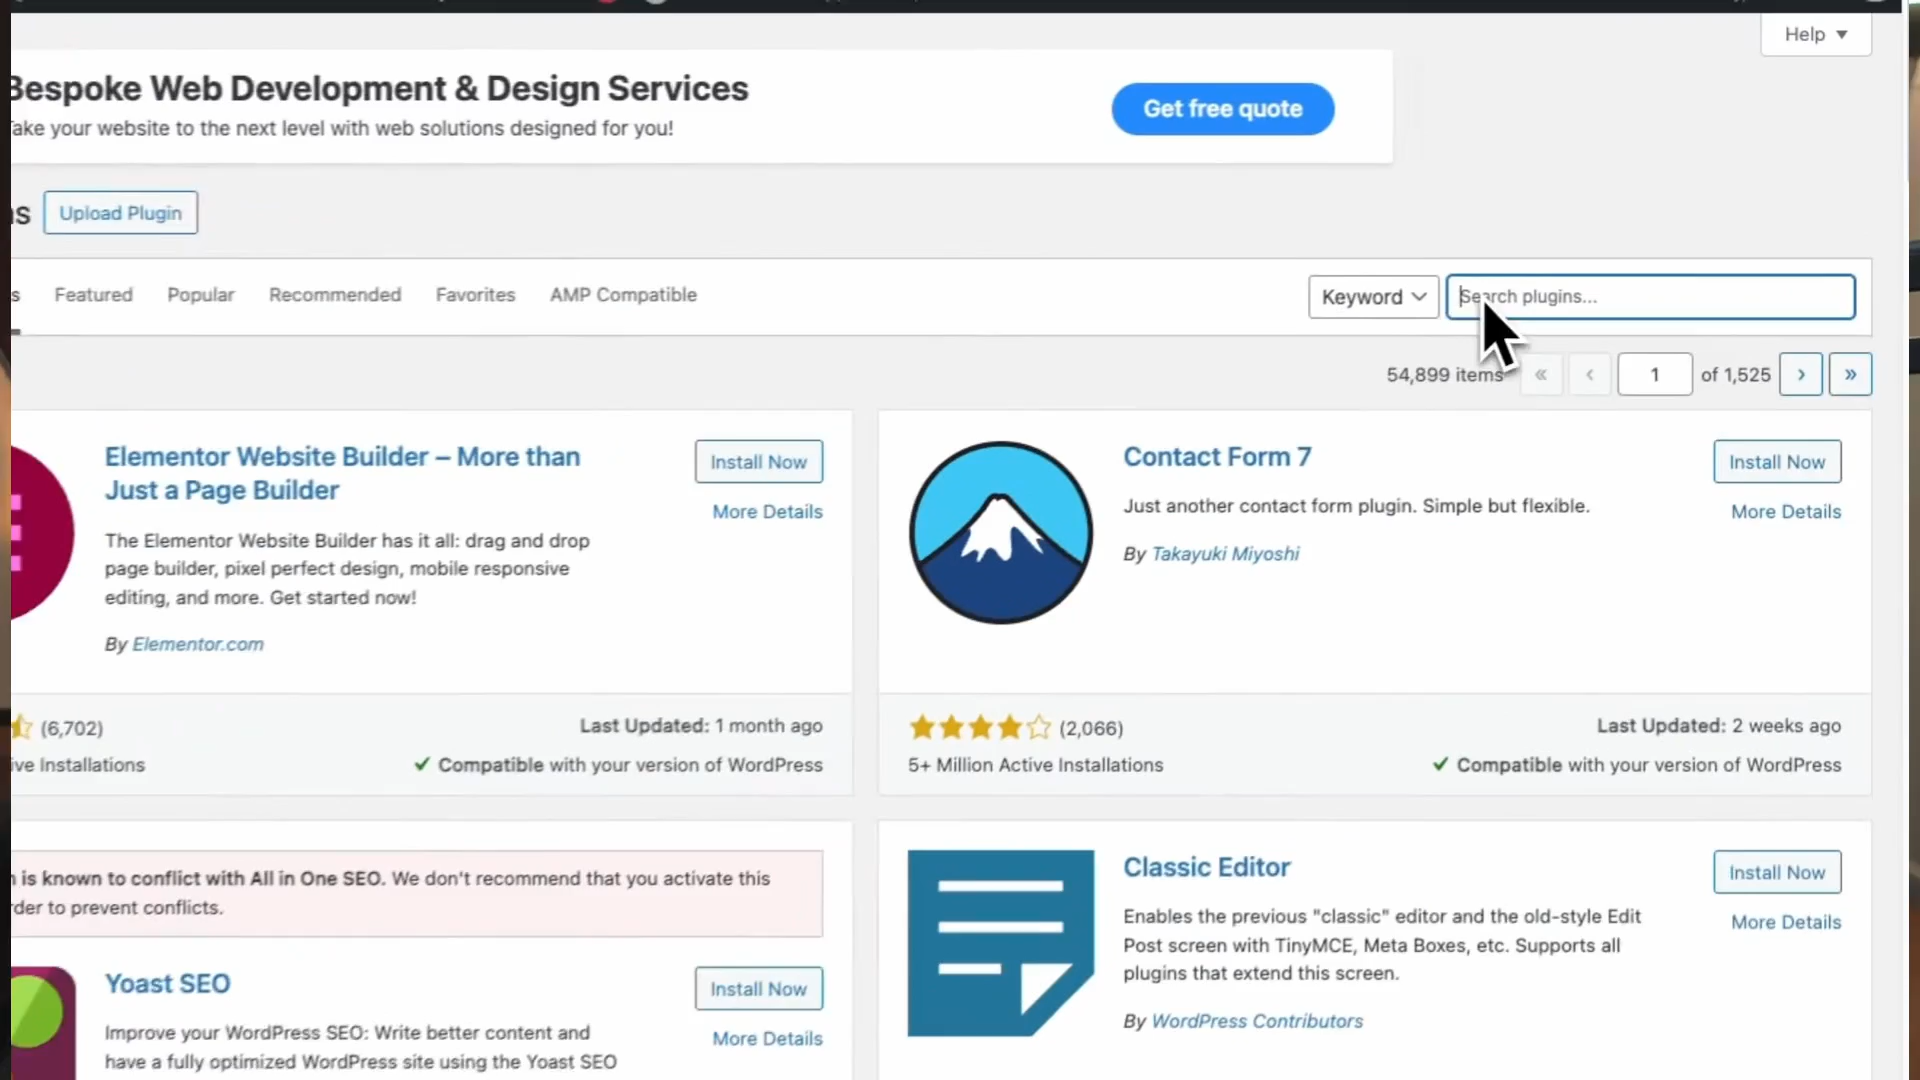 Help ▼
Bespoke Web Development & Design Services
Take your website to the next level with web solutions designed for you!
Get free quote
Upload Plugin
Featured
Popular
Recommended
Favorites
AMP Compatible
Keyword
Search plugins...
54,899 items
«
‹
1
of 1,525
›
»
Elementor Website Builder – More than
Just a Page Builder
Install Now
More Details
The Elementor Website Builder has it all: drag and drop
page builder, pixel perfect design, mobile responsive
editing, and more. Get started now!
By Elementor.com
(6,702)
Last Updated: 1 month ago
Installations
✔ Compatible with your version of WordPress
Contact Form 7
Install Now
More Details
Just another contact form plugin. Simple but flexible.
By Takayuki Miyoshi
(2,066)
Last Updated: 2 weeks ago
5+ Million Active Installations
✔ Compatible with your version of WordPress
is known to conflict with All in One SEO. We don't recommend that you activate this
to prevent conflicts.
Yoast SEO
Install Now
More Details
Improve your WordPress SEO: Write better content and
have a fully optimized WordPress site using the Yoast SEO
Classic Editor
Install Now
More Details
Enables the previous "classic" editor and the old-style Edit
Post screen with TinyMCE, Meta Boxes, etc. Supports all
plugins that extend this screen.
By WordPress Contributors